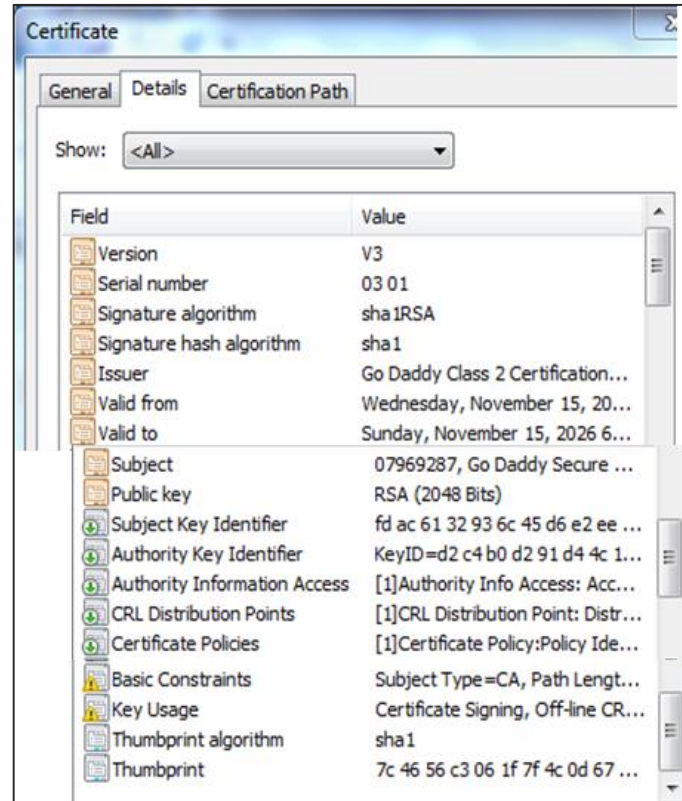 Certificate
General Details Certification Path
Show: <All>
Field Value
Version V3
Serial number 03 01
Signature algorithm sha1RSA
Signature hash algorithm sha1
Issuer Go Daddy Class 2 Certification...
Valid from Wednesday, November 15, 20...
Valid to Sunday, November 15, 2026 6...
Subject 07969287, Go Daddy Secure ...
Public key RSA (2048 Bits)
Subject Key Identifier fd ac 61 32 93 6c 45 d6 e2 ee ...
Authority Key Identifier KeyID=d2 c4 b0 d2 91 d4 4c 1...
Authority Information Access [1]Authority Info Access: Acc...
CRL Distribution Points [1]CRL Distribution Point: Distr...
Certificate Policies [1]Certificate Policy:Policy Ide...
Basic Constraints Subject Type=CA, Path Lengt...
Key Usage Certificate Signing, Off-line CR...
Thumbprint algorithm sha1
Thumbprint 7c 46 56 c3 06 1f 7f 4c 0d 67 ...